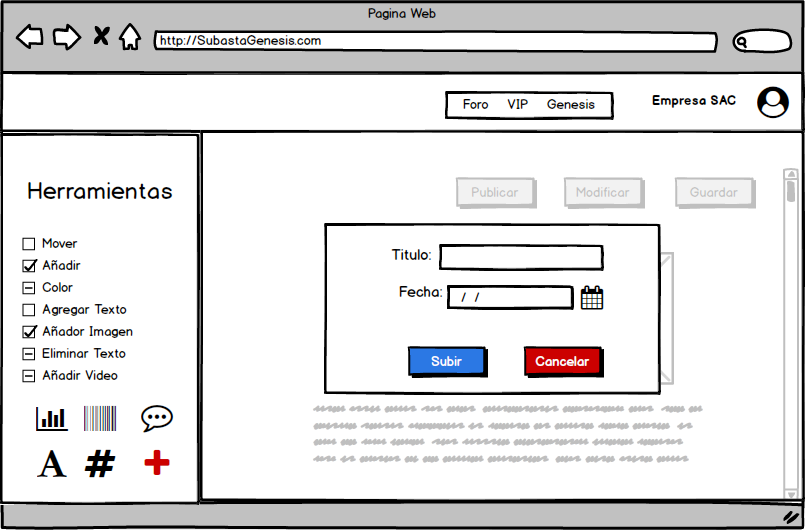 Pagina Web
http://SubastaGenesis.com
Foro VIP Genesis
Empresa SAC
Herramientas
Mover
Añadir
Color
Agregar Texto
Añador Imagen
Eliminar Texto
Añadir Video
A #
Publicar Modificar Guardar
Titulo:
Fecha: / /
Subir Cancelar